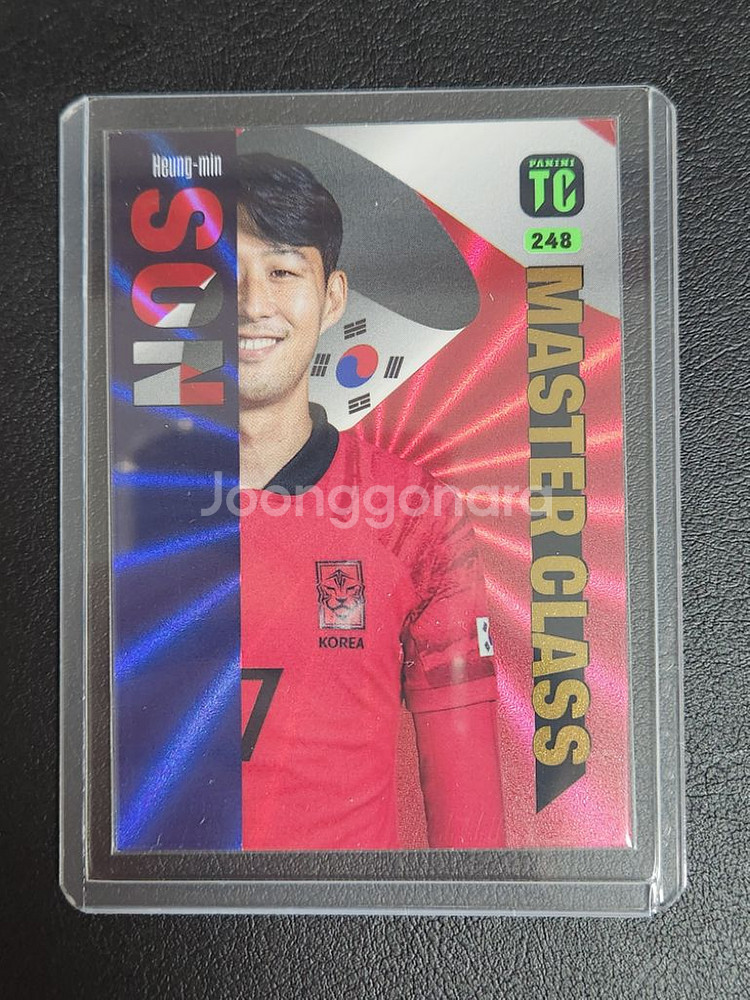 Heung-min
SON
PANINI
TC
248
MASTER CLASS
Joonggonara
KOREA
7